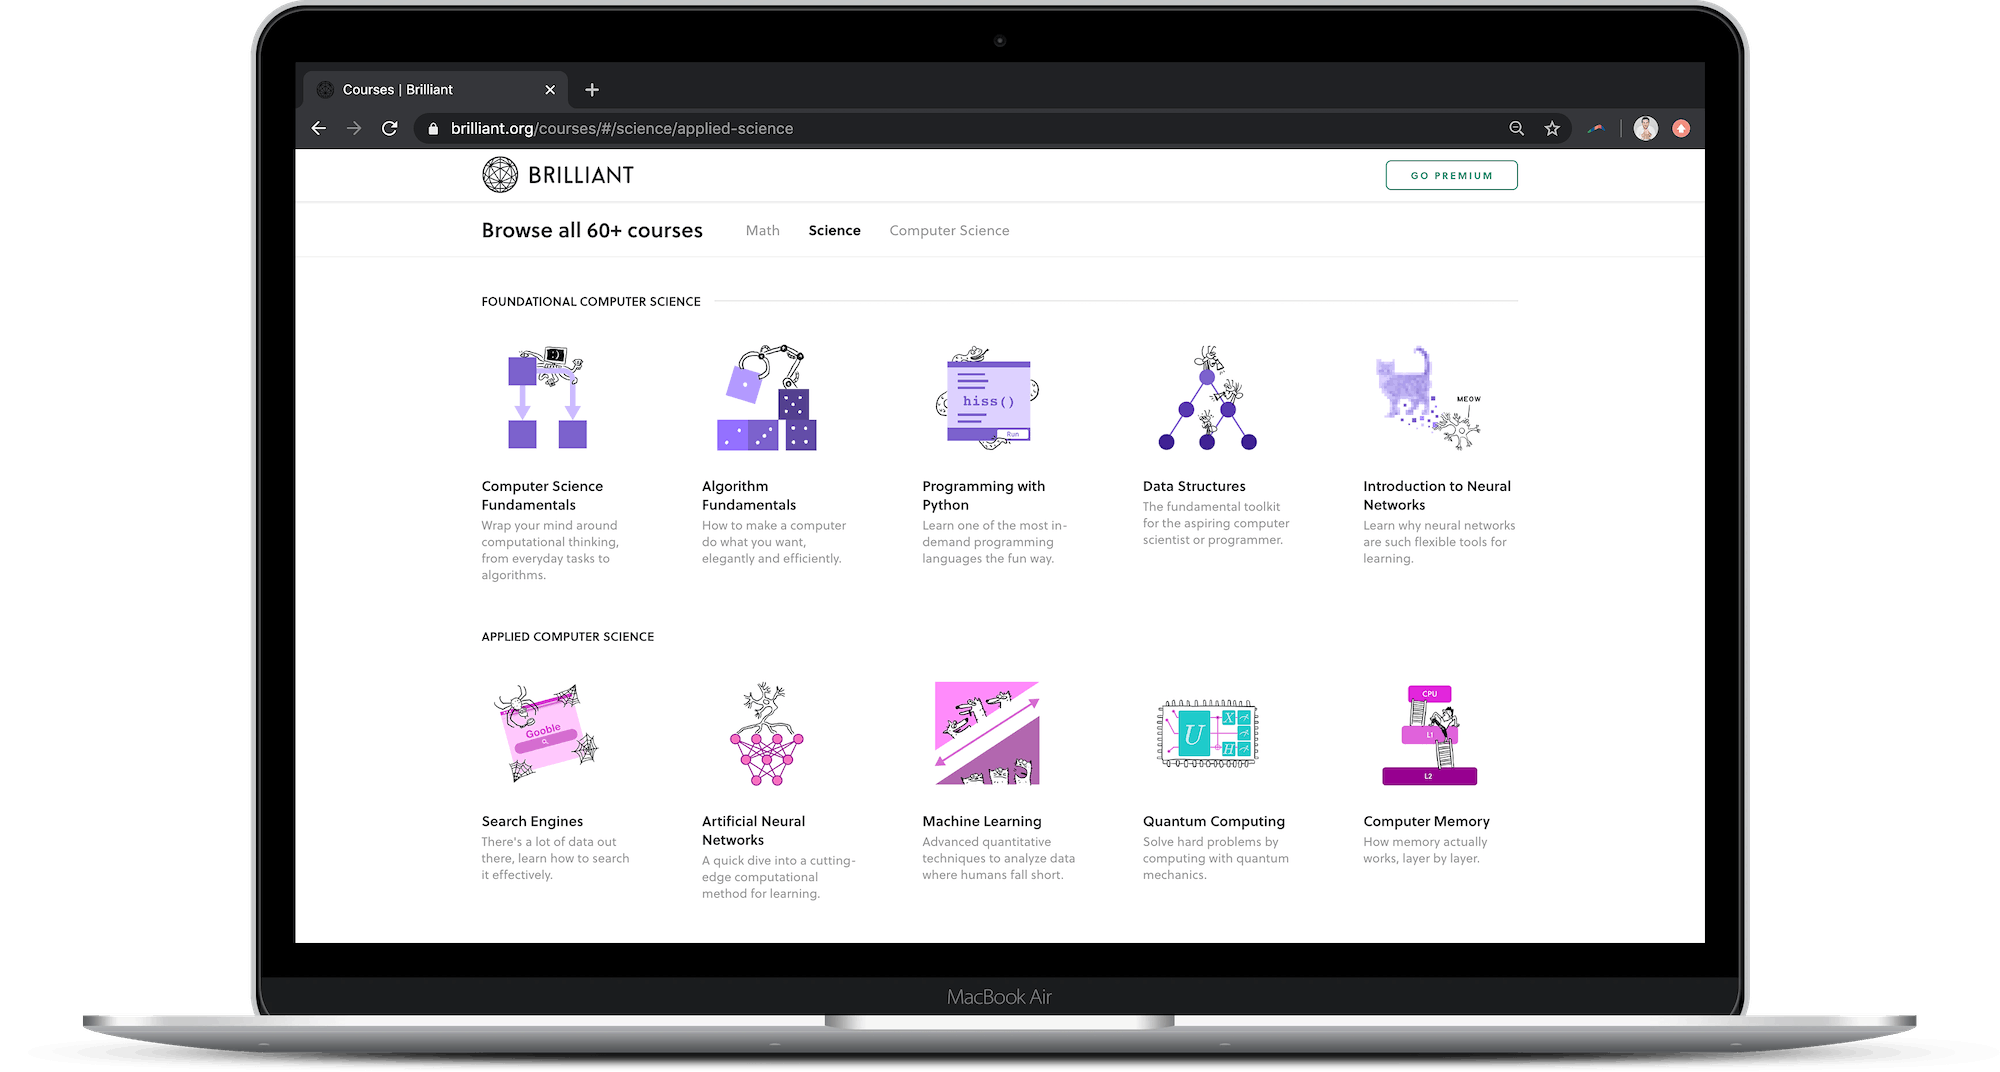 Courses | Brilliant
brilliant.org/courses/#/science/applied-science
BRILLIANT
GO PREMIUM
Browse all 60+ courses
Math
Science
Computer Science
FOUNDATIONAL COMPUTER SCIENCE
hiss()
Run
MEOW
Computer Science
Fundamentals
Wrap your mind around
computational thinking,
from everyday tasks to
algorithms.
Algorithm
Fundamentals
How to make a computer
do what you want,
elegantly and efficiently.
Programming with
Python
Learn one of the most in-
demand programming
languages the fun way.
Data Structures
The fundamental toolkit
for the aspiring computer
scientist or programmer.
Introduction to Neural
Networks
Learn why neural networks
are such flexible tools for
learning.
APPLIED COMPUTER SCIENCE
Gooble
U
X
H
CPU
L1
L2
Search Engines
There's a lot of data out
there, learn how to search
it effectively.
Artificial Neural
Networks
A quick dive into a cutting-
edge computational
method for learning.
Machine Learning
Advanced quantitative
techniques to analyze data
where humans fall short.
Quantum Computing
Solve hard problems by
computing with quantum
mechanics.
Computer Memory
How memory actually
works, layer by layer.
MacBook Air